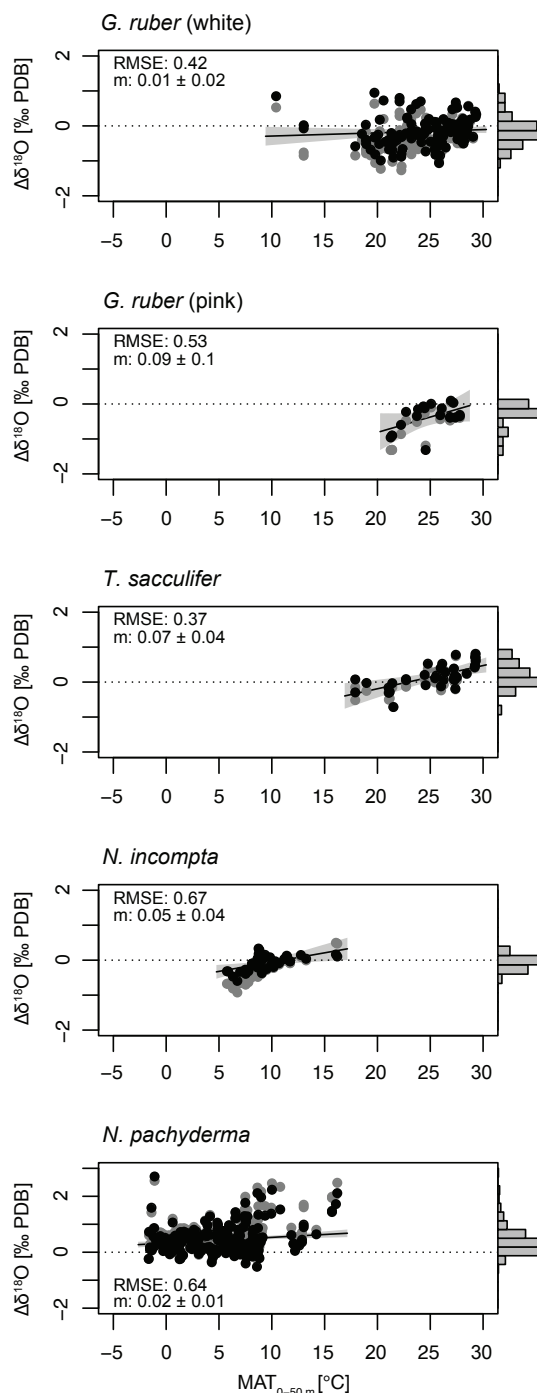 G. ruber (white)
RMSE: 0.42
m: 0.01 ± 0.02
Δδ¹⁸O [‰ PDB]
2
0
−2
−5 0 5 10 15 20 25 30
G. ruber (pink)
RMSE: 0.53
m: 0.09 ± 0.1
Δδ¹⁸O [‰ PDB]
2
0
−2
−5 0 5 10 15 20 25 30
T. sacculifer
RMSE: 0.37
m: 0.07 ± 0.04
Δδ¹⁸O [‰ PDB]
2
0
−2
−5 0 5 10 15 20 25 30
N. incompta
RMSE: 0.67
m: 0.05 ± 0.04
Δδ¹⁸O [‰ PDB]
2
0
−2
−5 0 5 10 15 20 25 30
N. pachyderma
Δδ¹⁸O [‰ PDB]
2
0
−2
RMSE: 0.64
m: 0.02 ± 0.01
−5 0 5 10 15 20 25 30
MAT₀₋₅₀ ₘ [°C]